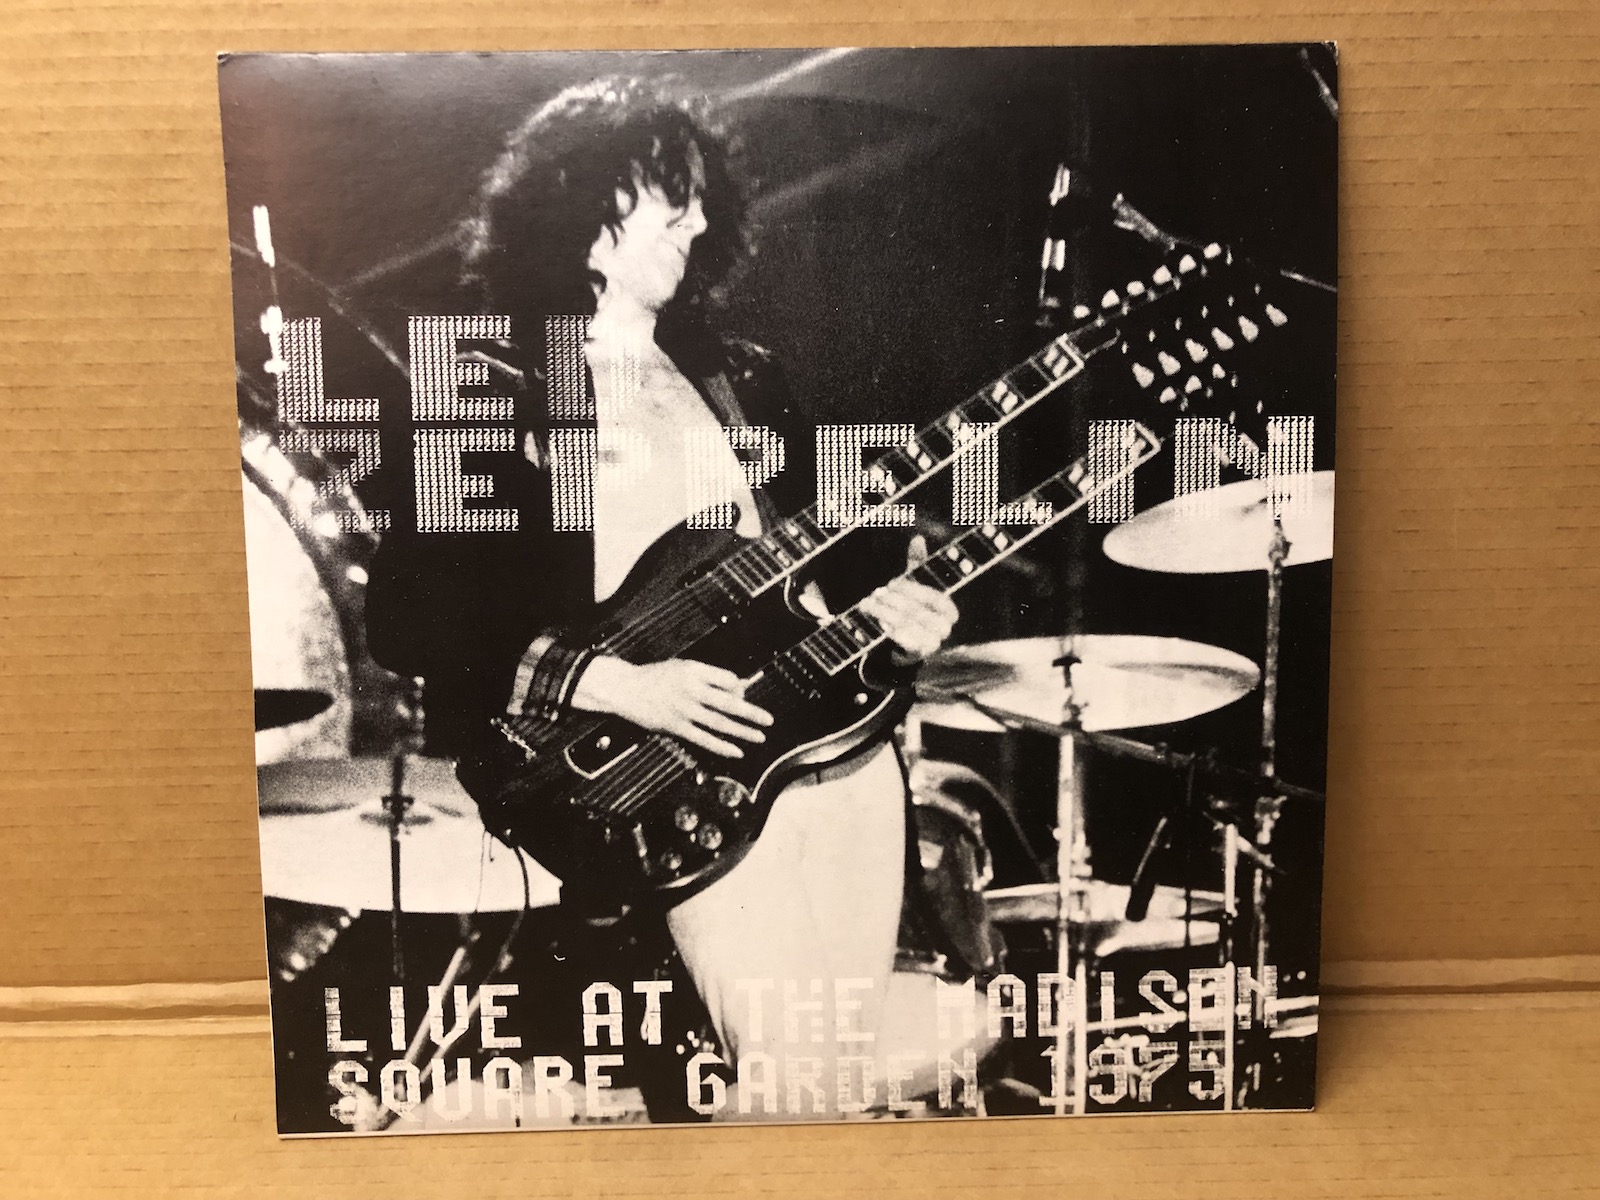 LED
ZEPPELIN
LIVE AT THE MADISON
SQUARE GARDEN 1975